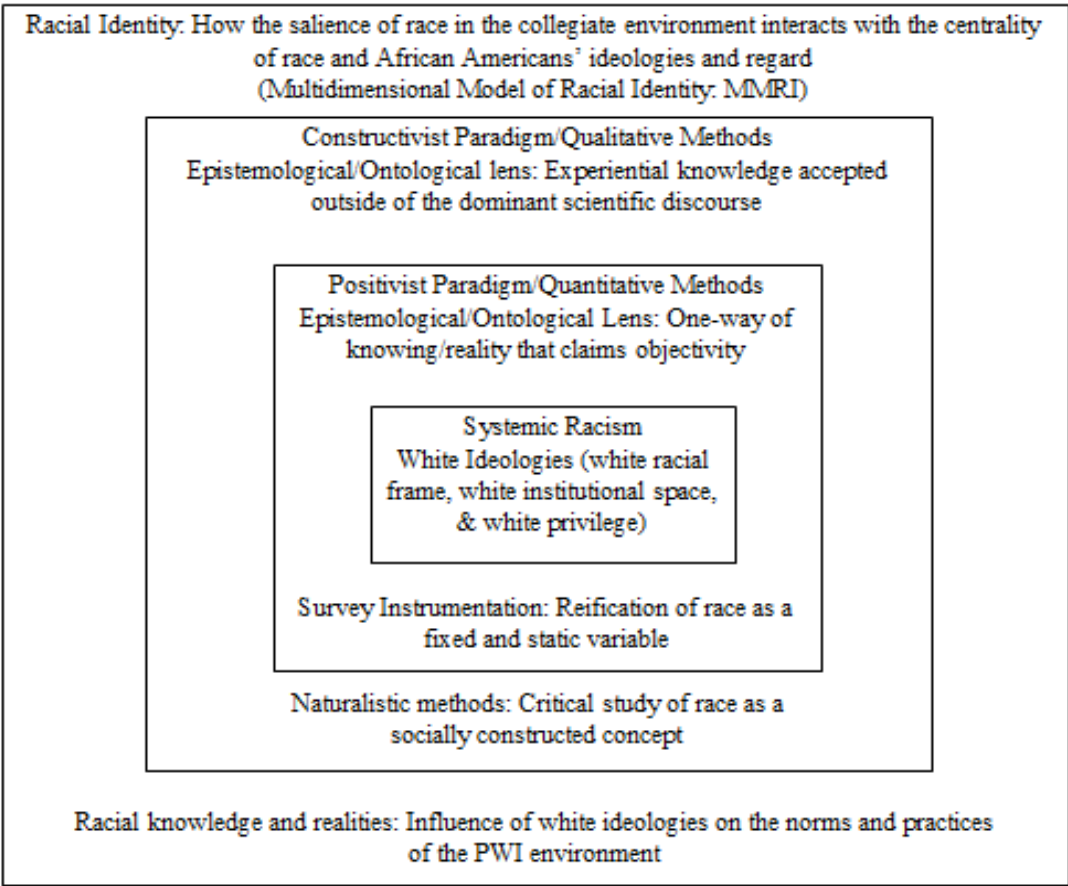 Racial Identity: How the salience of race in the collegiate environment interacts with the centrality
of race and African Americans’ ideologies and regard
(Multidimensional Model of Racial Identity: MMRI)
Constructivist Paradigm/Qualitative Methods
Epistemological/Ontological lens: Experiential knowledge accepted
outside of the dominant scientific discourse
Positivist Paradigm/Quantitative Methods
Epistemological/Ontological Lens: One-way of
knowing/reality that claims objectivity
Systemic Racism
White Ideologies (white racial
frame, white institutional space,
& white privilege)
Survey Instrumentation: Reification of race as a
fixed and static variable
Naturalistic methods: Critical study of race as a
socially constructed concept
Racial knowledge and realities: Influence of white ideologies on the norms and practices
of the PWI environment